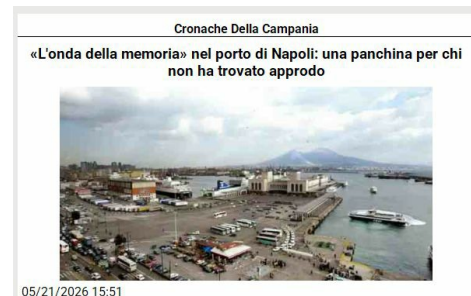 Cronache Della Campania
«L'onda della memoria» nel porto di Napoli: una panchina per chi
non ha trovato approdo
05/21/2026 15:51